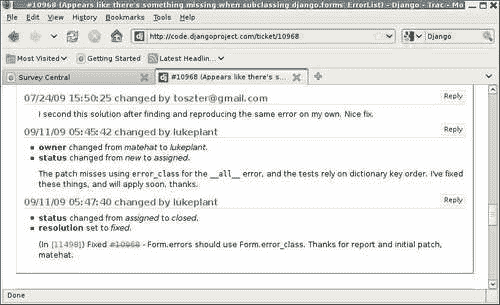 #10968 (Appears like there's something missing when subclassing django.forms' ErrorList) - Django - Trac - Mo
File Edit View History Bookmarks Tools Help
http://code.djangoproject.com/ticket/10968
Django
Most Visited Getting Started Latest Headlin...
Survey Central
#10968 (Appears like there's s...
07/24/09 15:50:25 changed by toszter@gmail.com
Reply
I second this solution after finding and reproducing the same error on my own. Nice fix.
09/11/09 05:45:42 changed by lukeplant
Reply
owner changed from matehat to lukeplant.
status changed from new to assigned.
The patch misses using error_class for the __all__ error, and the tests rely on dictionary key order. I've fixed
these things, and will apply soon, thanks.
09/11/09 05:47:40 changed by lukeplant
Reply
status changed from assigned to closed.
resolution set to fixed.
(In [11498]) Fixed #10968 - Form.errors should use Form.error_class. Thanks for report and initial patch,
matehat.
Done